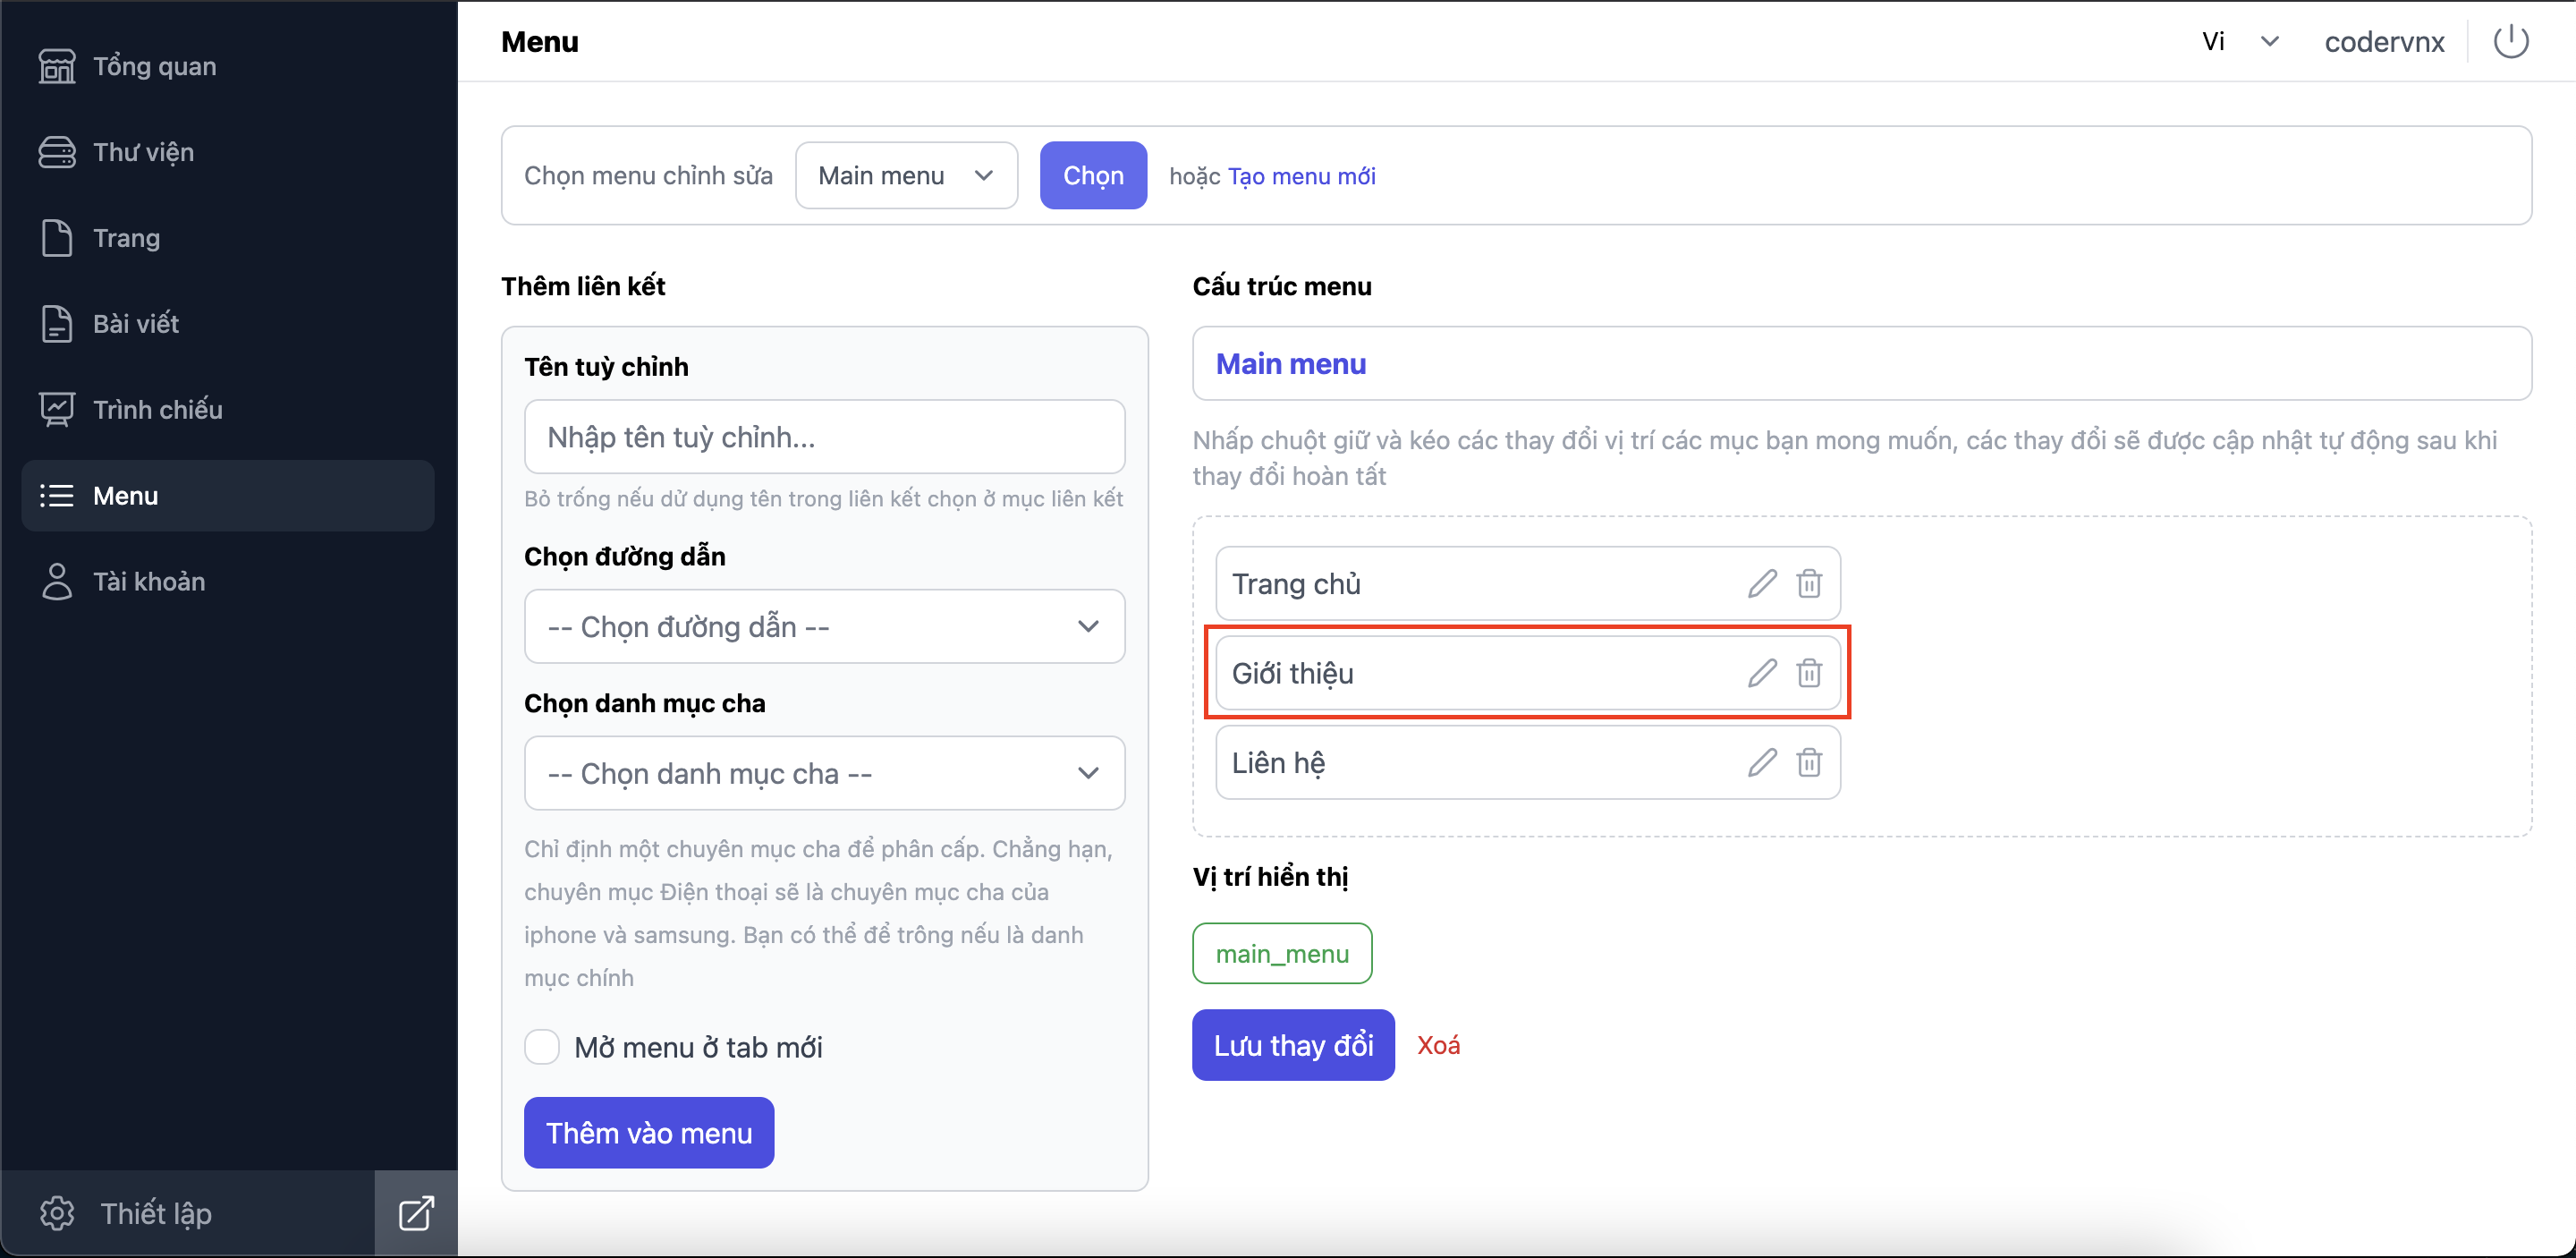 Tổng quan
Thư viện
Trang
Bài viết
Trình chiếu
Menu
Tài khoản
Thiết lập
Menu
Vi
codervnx
Chọn menu chỉnh sửa
Main menu
Chọn
hoặc Tạo menu mới
Thêm liên kết
Tên tuỳ chỉnh
Nhập tên tuỳ chỉnh...
Bỏ trống nếu dử dụng tên trong liên kết chọn ở mục liên kết
Chọn đường dẫn
-- Chọn đường dẫn --
Chọn danh mục cha
-- Chọn danh mục cha --
Chỉ định một chuyên mục cha để phân cấp. Chẳng hạn,
chuyên mục Điện thoại sẽ là chuyên mục cha của
iphone và samsung. Bạn có thể để trông nếu là danh
mục chính
Mở menu ở tab mới
Thêm vào menu
Cấu trúc menu
Main menu
Nhấp chuột giữ và kéo các thay đổi vị trí các mục bạn mong muốn, các thay đổi sẽ được cập nhật tự động sau khi
thay đổi hoàn tất
Trang chủ
Giới thiệu
Liên hệ
Vị trí hiển thị
main_menu
Lưu thay đổi
Xoá